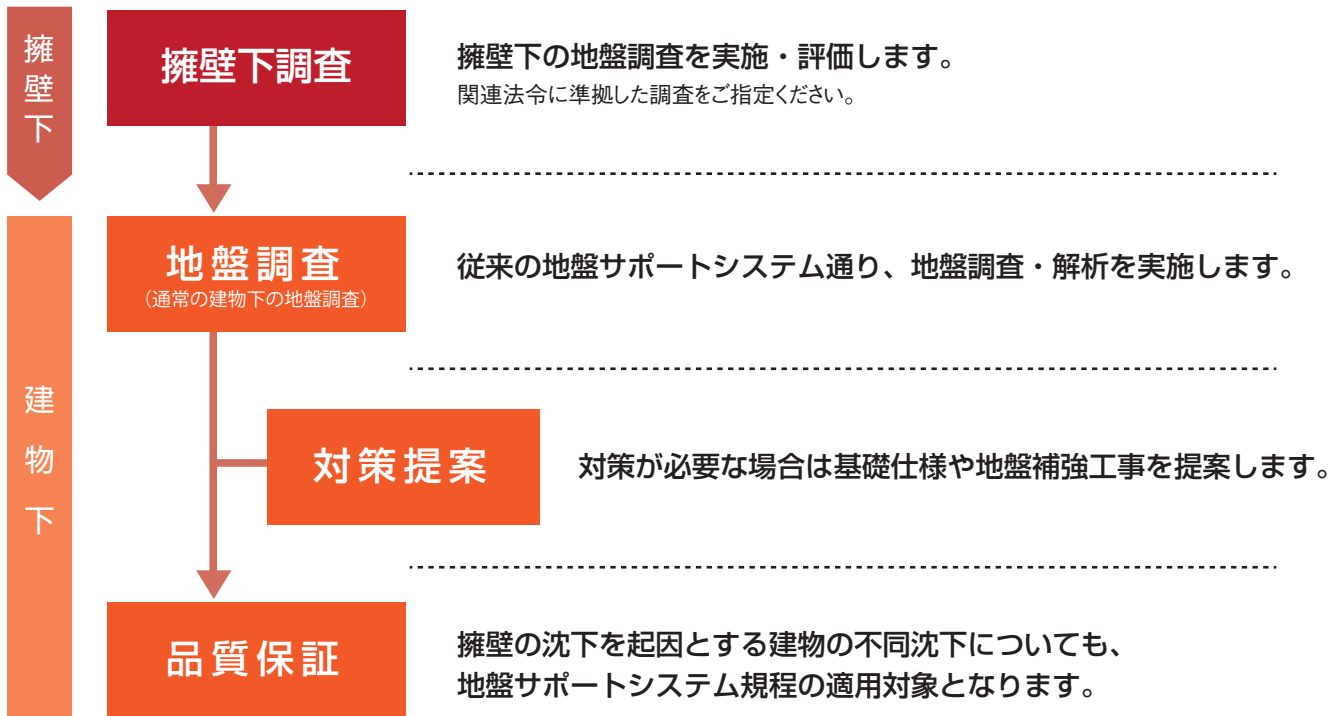 擁壁下
擁壁下調査
擁壁下の地盤調査を実施・評価します。
関連法令に準拠した調査をご指定ください。
建物下
地盤調査
（通常の建物下の地盤調査）
従来の地盤サポートシステム通り、地盤調査・解析を実施します。
対策提案
対策が必要な場合は基礎仕様や地盤補強工事を提案します。
品質保証
擁壁の沈下を起因とする建物の不同沈下についても、
地盤サポートシステム規程の適用対象となります。